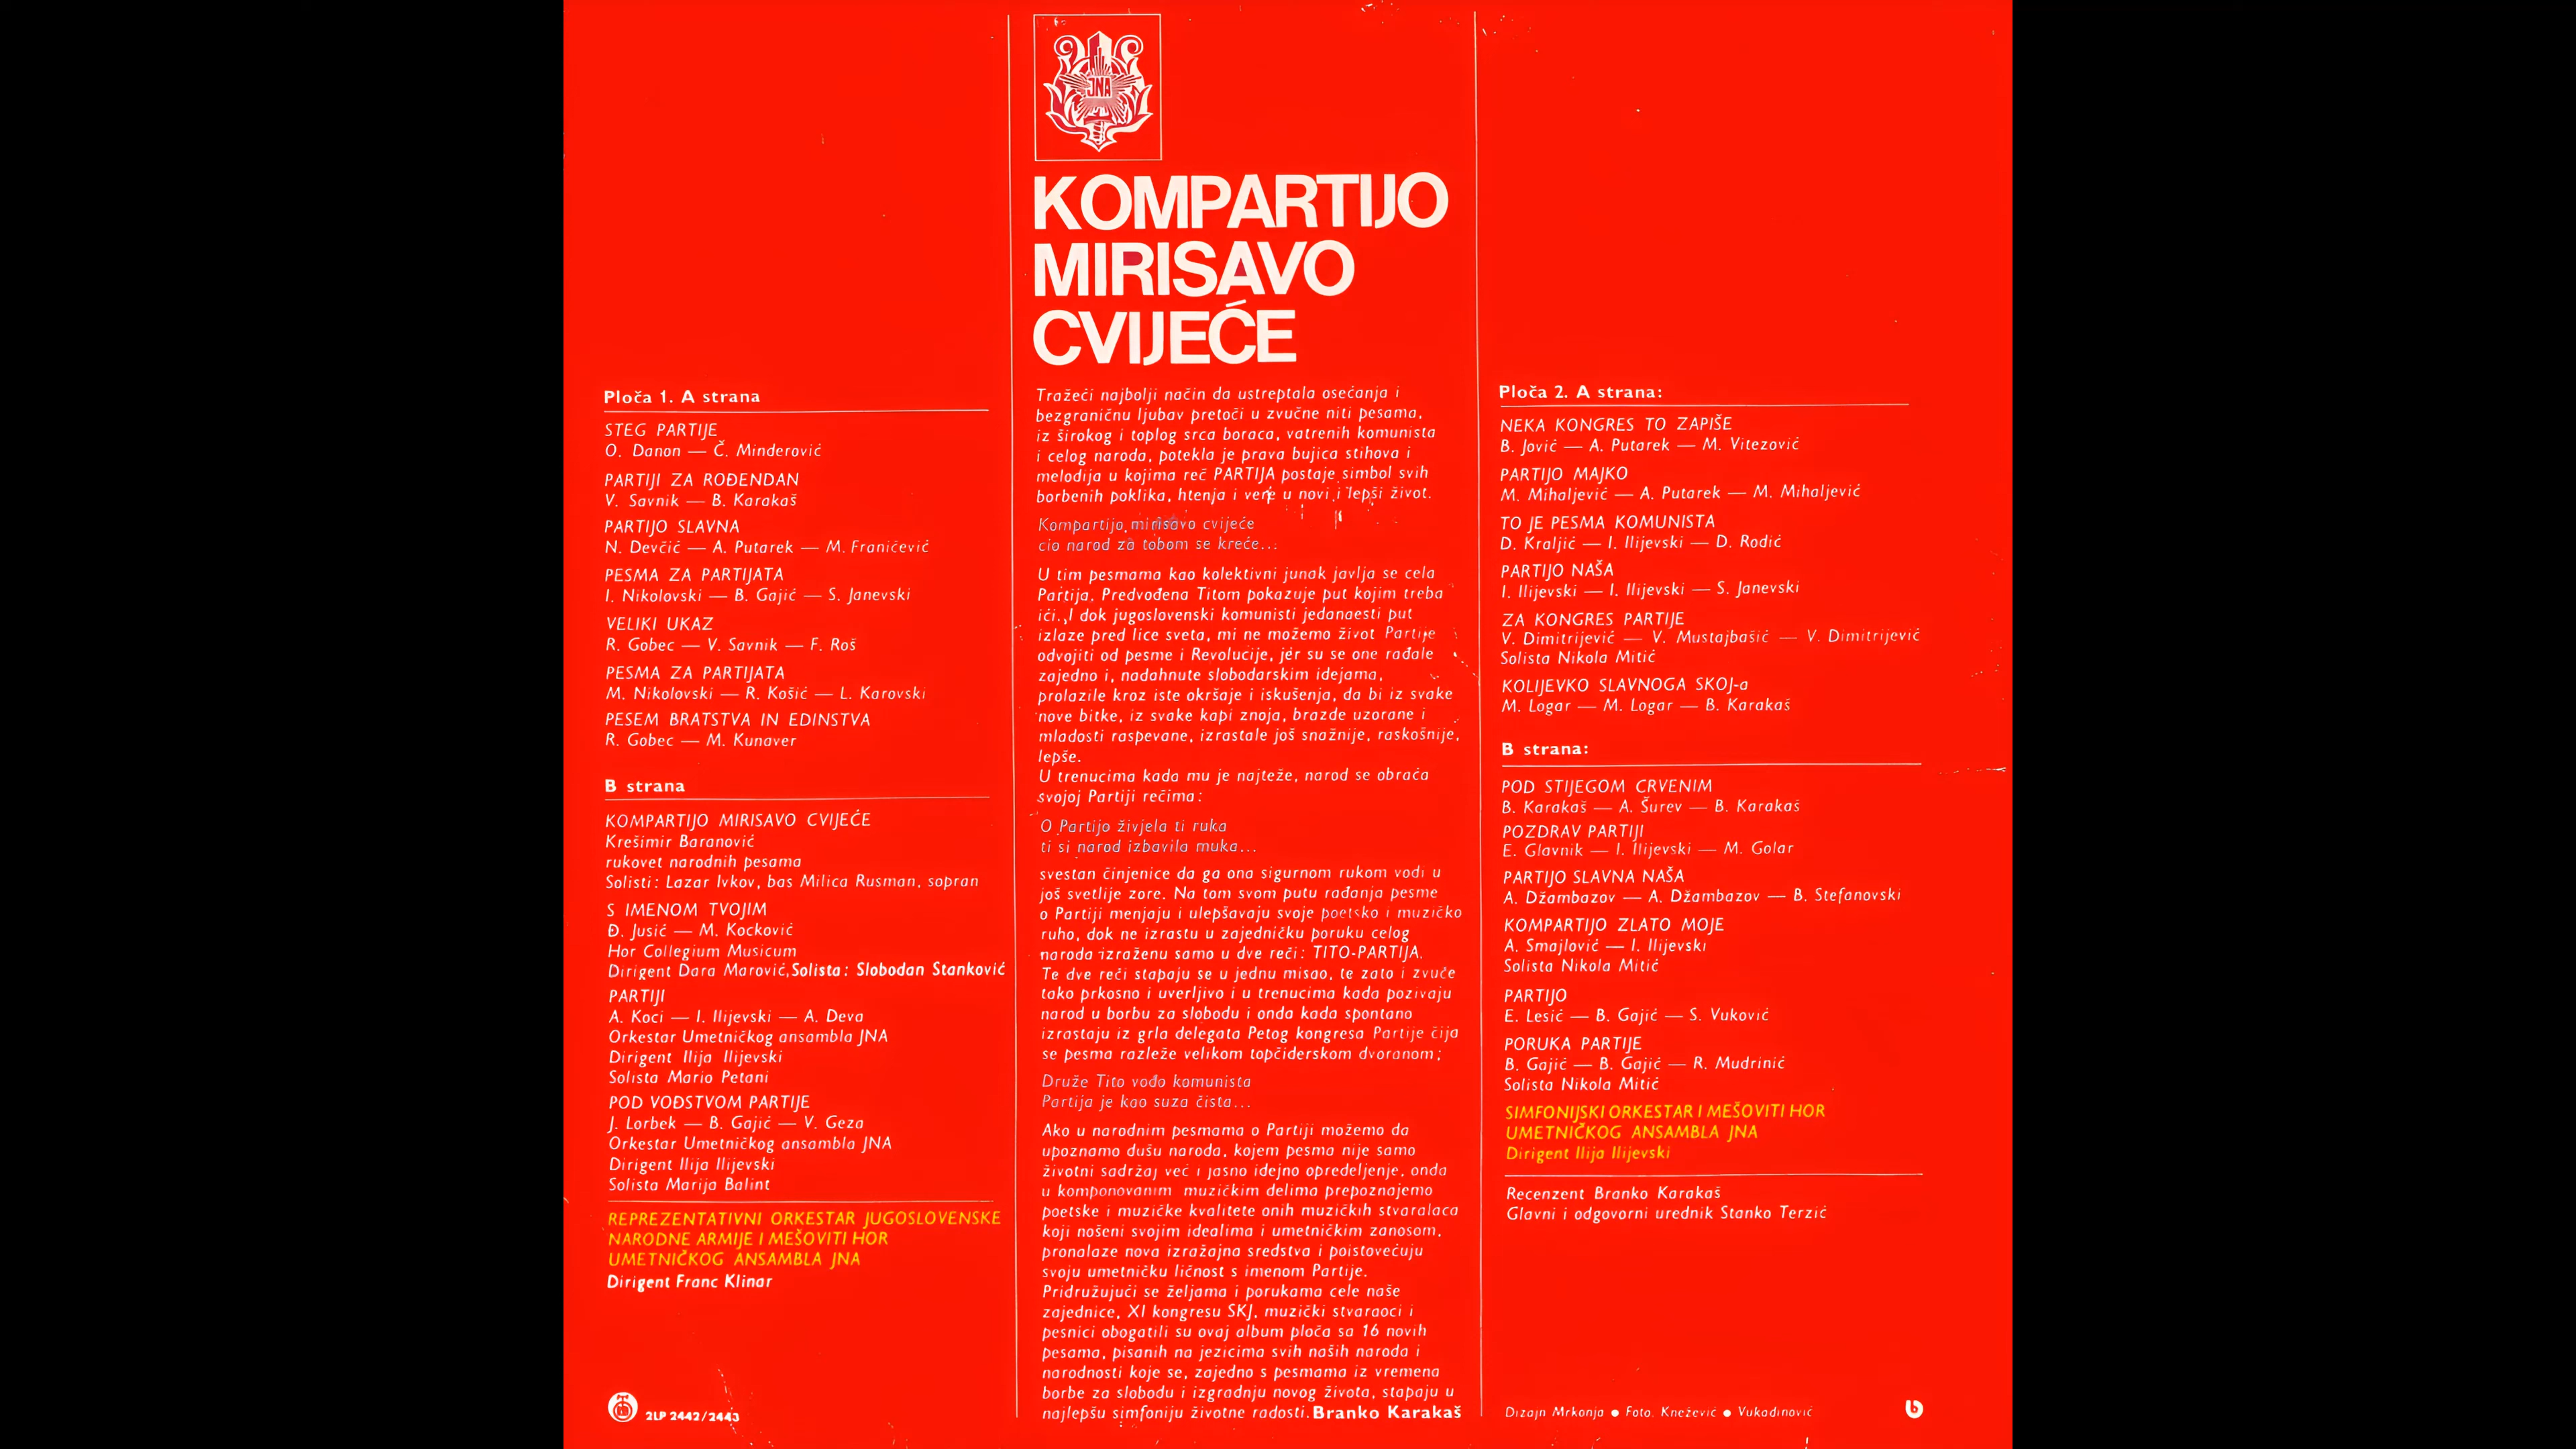 JNA
KOMPARTIJO
MIRISAVO
CVIJEĆE
Ploča 1. A strana
STEG PARTIJE
O. Danon — Č. Minderović
PARTIJI ZA ROĐENDAN
V. Savnik — B. Karakaš
PARTIJO SLAVNA
N. Devčić — A. Putarek — M. Franičević
PESMA ZA PARTIJATA
I. Nikolovski — B. Gajić — S. Janevski
VELIKI UKAZ
R. Gobec — V. Savnik — F. Roš
PESMA ZA PARTIJATA
M. Nikolovski — R. Košić — L. Karovski
PESEM BRATSTVA IN EDINSTVA
R. Gobec — M. Kunaver
B strana
KOMPARTIJO MIRISAVO CVIJEĆE
Krešimir Baranović
rukovet narodnih pesama
Solisti: Lazar Ivkov, bas Milica Rusman, sopran
S IMENOM TVOJIM
Đ. Jusić — M. Kocković
Hor Collegium Musicum
Dirigent Dara Marović,Solista: Slobodan Stanković
PARTIJI
A. Koci — I. Ilijevski — A. Deva
Orkestar Umetničkog ansambla JNA
Dirigent Ilija Ilijevski
Solista Mario Petani
POD VOĐSTVOM PARTIJE
J. Lorbek — B. Gajić — V. Geza
Orkestar Umetničkog ansambla JNA
Dirigent Ilija Ilijevski
Solista Marija Balint
REPREZENTATIVNI ORKESTAR JUGOSLOVENSKE
NARODNE ARMIJE I MEŠOVITI HOR
UMETNIČKOG ANSAMBLA JNA
Dirigent Franc Klinar
2LP 2442/2443
Tražeći najbolji način da ustreptala osećanja i
bezgraničnu ljubav pretoči u zvučne niti pesama,
iz širokog i toplog srca boraca, vatrenih komunista
i celog naroda, potekla je prava bujica stihova i
melodija u kojima reč PARTIJA postaje simbol svih
borbenih poklika, htenja i vere u novi i lepši život.
Kompartijo mirisavo cvijeće
cio narod za tobom se kreće...
U tim pesmama kao kolektivni junak javlja se cela
Partija. Predvođena Titom pokazuje put kojim treba
ići. I dok jugoslovenski komunisti jedanaesti put
izlaze pred lice sveta, mi ne možemo život Partije
odvojiti od pesme i Revolucije, jer su se one rađale
zajedno i, nadahnute slobodarskim idejama,
prolazile kroz iste okršaje i iskušenja, da bi iz svake
nove bitke, iz svake kapi znoja, brazde uzorane i
mladosti raspevane, izrastale još snažnije, raskošnije,
lepše.
U trenucima kada mu je najteže, narod se obraća
svojoj Partiji rečima:
O Partijo živjela ti ruka
ti si narod izbavila muka...
svestan činjenice da ga ona sigurnom rukom vodi u
još svetlije zore. Na tom svom putu rađanja pesme
o Partiji menjaju i ulepšavaju svoje poetsko i muzičko
ruho, dok ne izrastu u zajedničku poruku celog
naroda izraženu samo u dve reči: TITO-PARTIJA.
Te dve reči stapaju se u jednu misao, te zato i zvuče
tako prkosno i uverljivo i u trenucima kada pozivaju
narod u borbu za slobodu i onda kada spontano
izrastaju iz grla delegata Petog kongresa Partije čija
se pesma razleže velikom topčiderskom dvoranom;
Druže Tito vođo komunista
Partija je kao suza čista...
Ako u narodnim pesmama o Partiji možemo da
upoznamo dušu naroda, kojem pesma nije samo
životni sadržaj već i jasno idejno opredeljenje, onda
u komponovanim muzičkim delima prepoznajemo
poetske i muzičke kvalitete onih muzičkih stvaralaca
koji nošeni svojim idealima i umetničkim zanosom,
pronalaze nova izražajna sredstva i poistovećuju
svoju umetničku ličnost s imenom Partije.
Pridružujući se željama i porukama cele naše
zajednice, XI kongresu SKJ, muzički stvaraoci i
pesnici obogatili su ovaj album ploča sa 16 novih
pesama, pisanih na jezicima svih naših naroda i
narodnosti koje se, zajedno s pesmama iz vremena
borbe za slobodu i izgradnju novog života, stapaju u
najlepšu simfoniju životne radosti. Branko Karakaš
Ploča 2. A strana:
NEKA KONGRES TO ZAPIŠE
B. Jović — A. Putarek — M. Vitezović
PARTIJO MAJKO
M. Mihaljević — A. Putarek — M. Mihaljević
TO JE PESMA KOMUNISTA
D. Kraljić — I. Ilijevski — D. Rodić
PARTIJO NAŠA
I. Ilijevski — I. Ilijevski — S. Janevski
ZA KONGRES PARTIJE
V. Dimitrijević — V. Mustajbašić — V. Dimitrijević
Solista Nikola Mitić
KOLIJEVKO SLAVNOGA SKOJ-a
M. Logar — M. Logar — B. Karakaš
B strana:
POD STIJEGOM CRVENIM
B. Karakaš — A. Šurev — B. Karakaš
POZDRAV PARTIJI
E. Glavnik — I. Ilijevski — M. Golar
PARTIJO SLAVNA NAŠA
A. Džambazov — A. Džambazov — B. Stefanovski
KOMPARTIJO ZLATO MOJE
A. Smajlović — I. Ilijevski
Solista Nikola Mitić
PARTIJO
E. Lesić — B. Gajić — S. Vuković
PORUKA PARTIJE
B. Gajić — B. Gajić — R. Mudrinić
Solista Nikola Mitić
SIMFONIJSKI ORKESTAR I MEŠOVITI HOR
UMETNIČKOG ANSAMBLA JNA
Dirigent Ilija Ilijevski
Recenzent Branko Karakaš
Glavni i odgovorni urednik Stanko Terzić
Dizajn Mrkonja ● Foto. Knežević ● Vukadinović
b